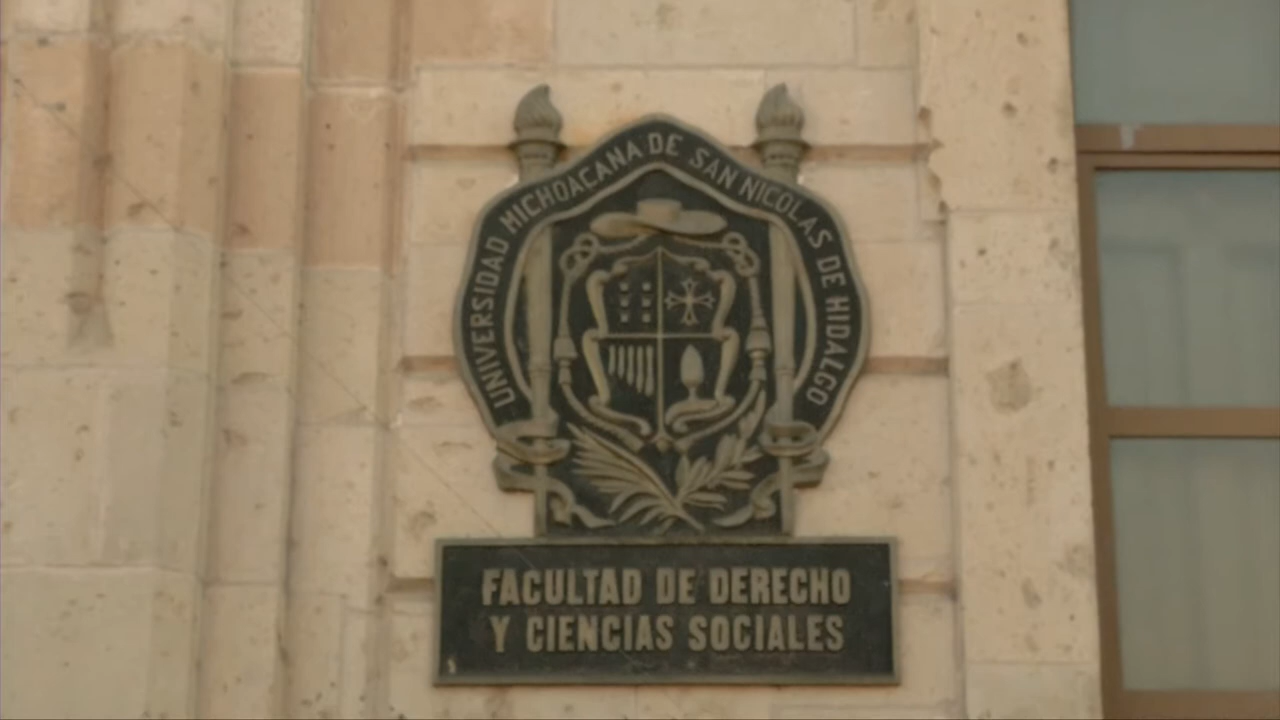 UNIVERSIDAD MICHOACANA DE SAN NICOLAS DE HIDALGO
FACULTAD DE DERECHO
Y CIENCIAS SOCIALES